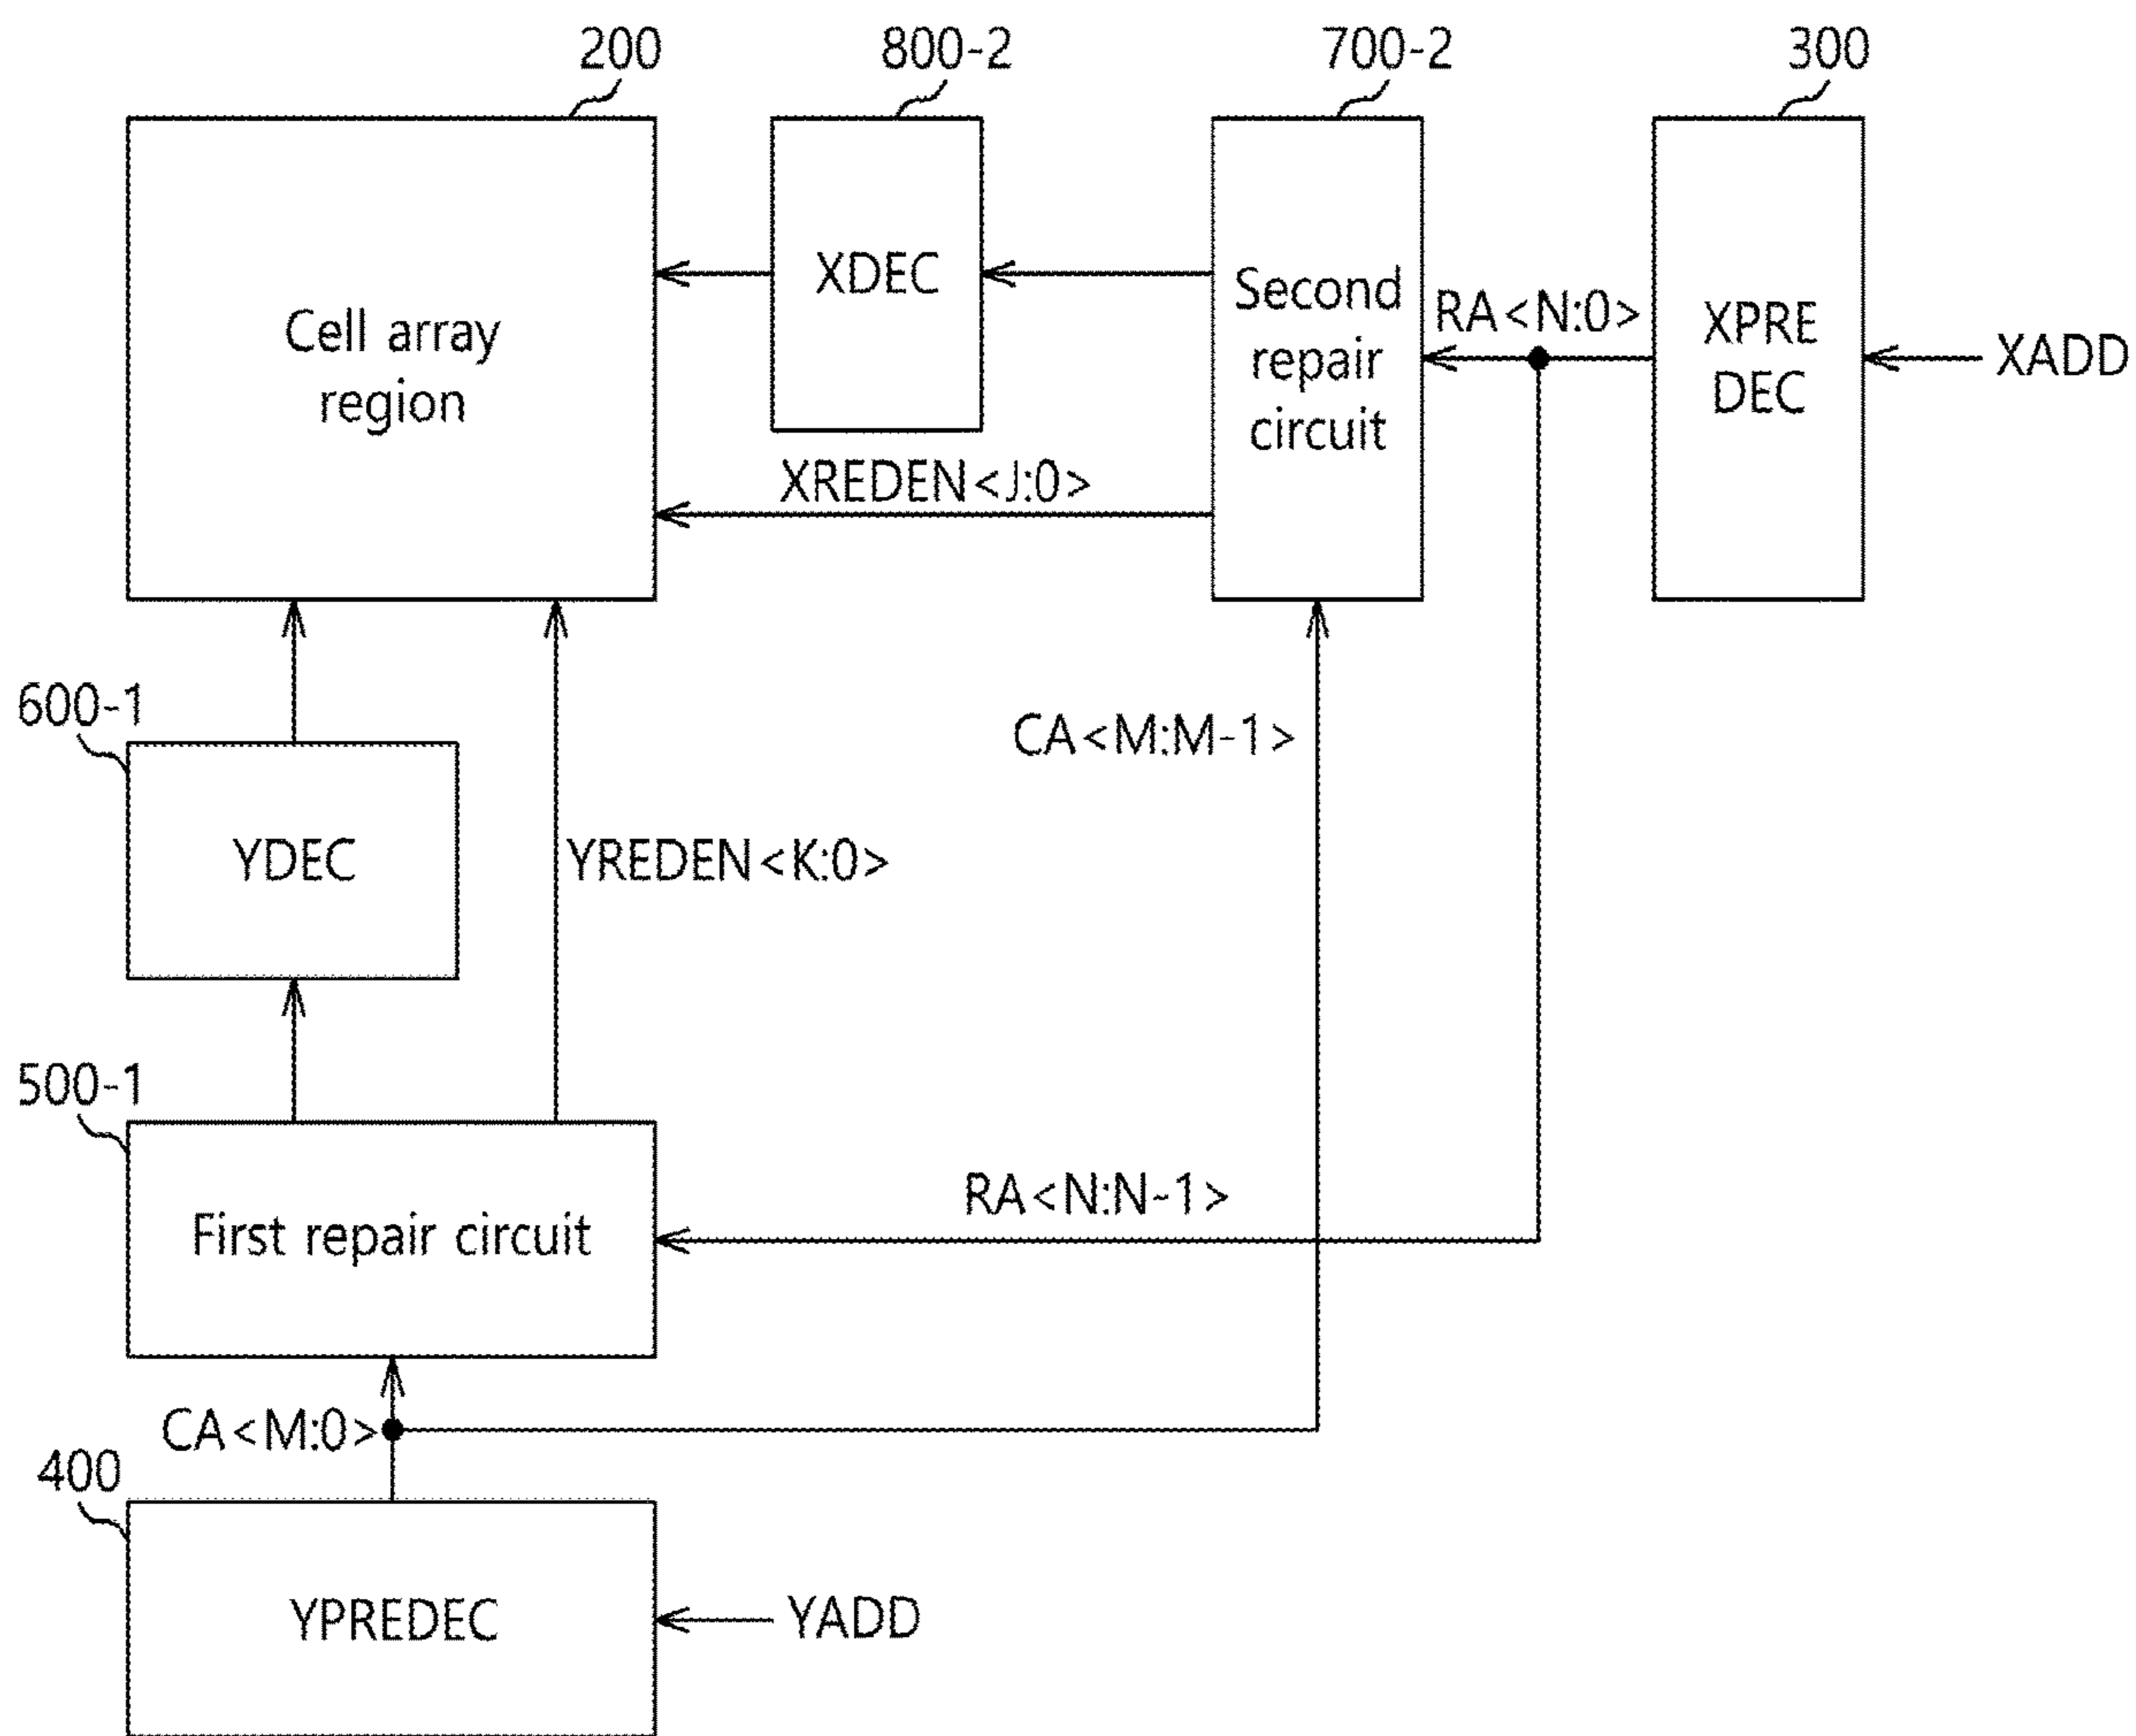 200
800-2
700-2
300
Cell array
region
XDEC
Second
repair
circuit
RA<N:0>
XPRE
DEC
XADD
XREDEN<J:0>
600-1
CA<M:M-1>
YDEC
YREDEN<K:0>
500-1
First repair circuit
RA<N:N-1>
CA<M:0>
400
YPREDEC
YADD